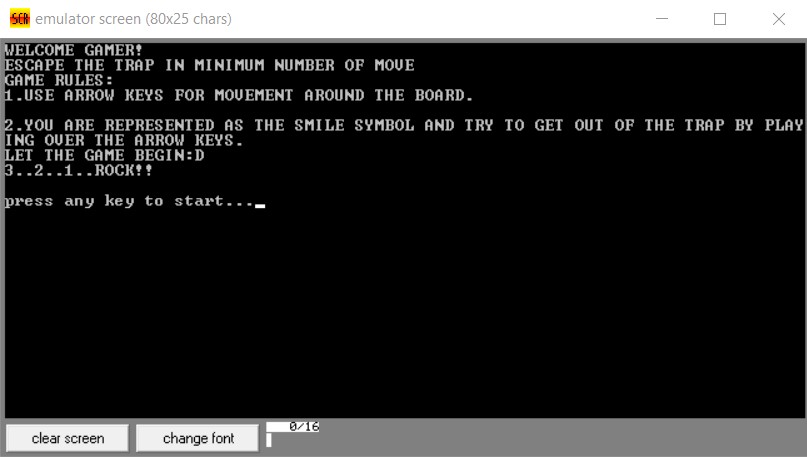 SCR emulator screen (80x25 chars)
WELCOME GAMER!
ESCAPE THE TRAP IN MINIMUM NUMBER OF MOVE
GAME RULES:
1.USE ARROW KEYS FOR MOVEMENT AROUND THE BOARD.
2.YOU ARE REPRESENTED AS THE SMILE SYMBOL AND TRY TO GET OUT OF THE TRAP BY PLAY
ING OVER THE ARROW KEYS.
LET THE GAME BEGIN:D
3..2..1..ROCK!!
press any key to start..._
clear screen change font 0/16